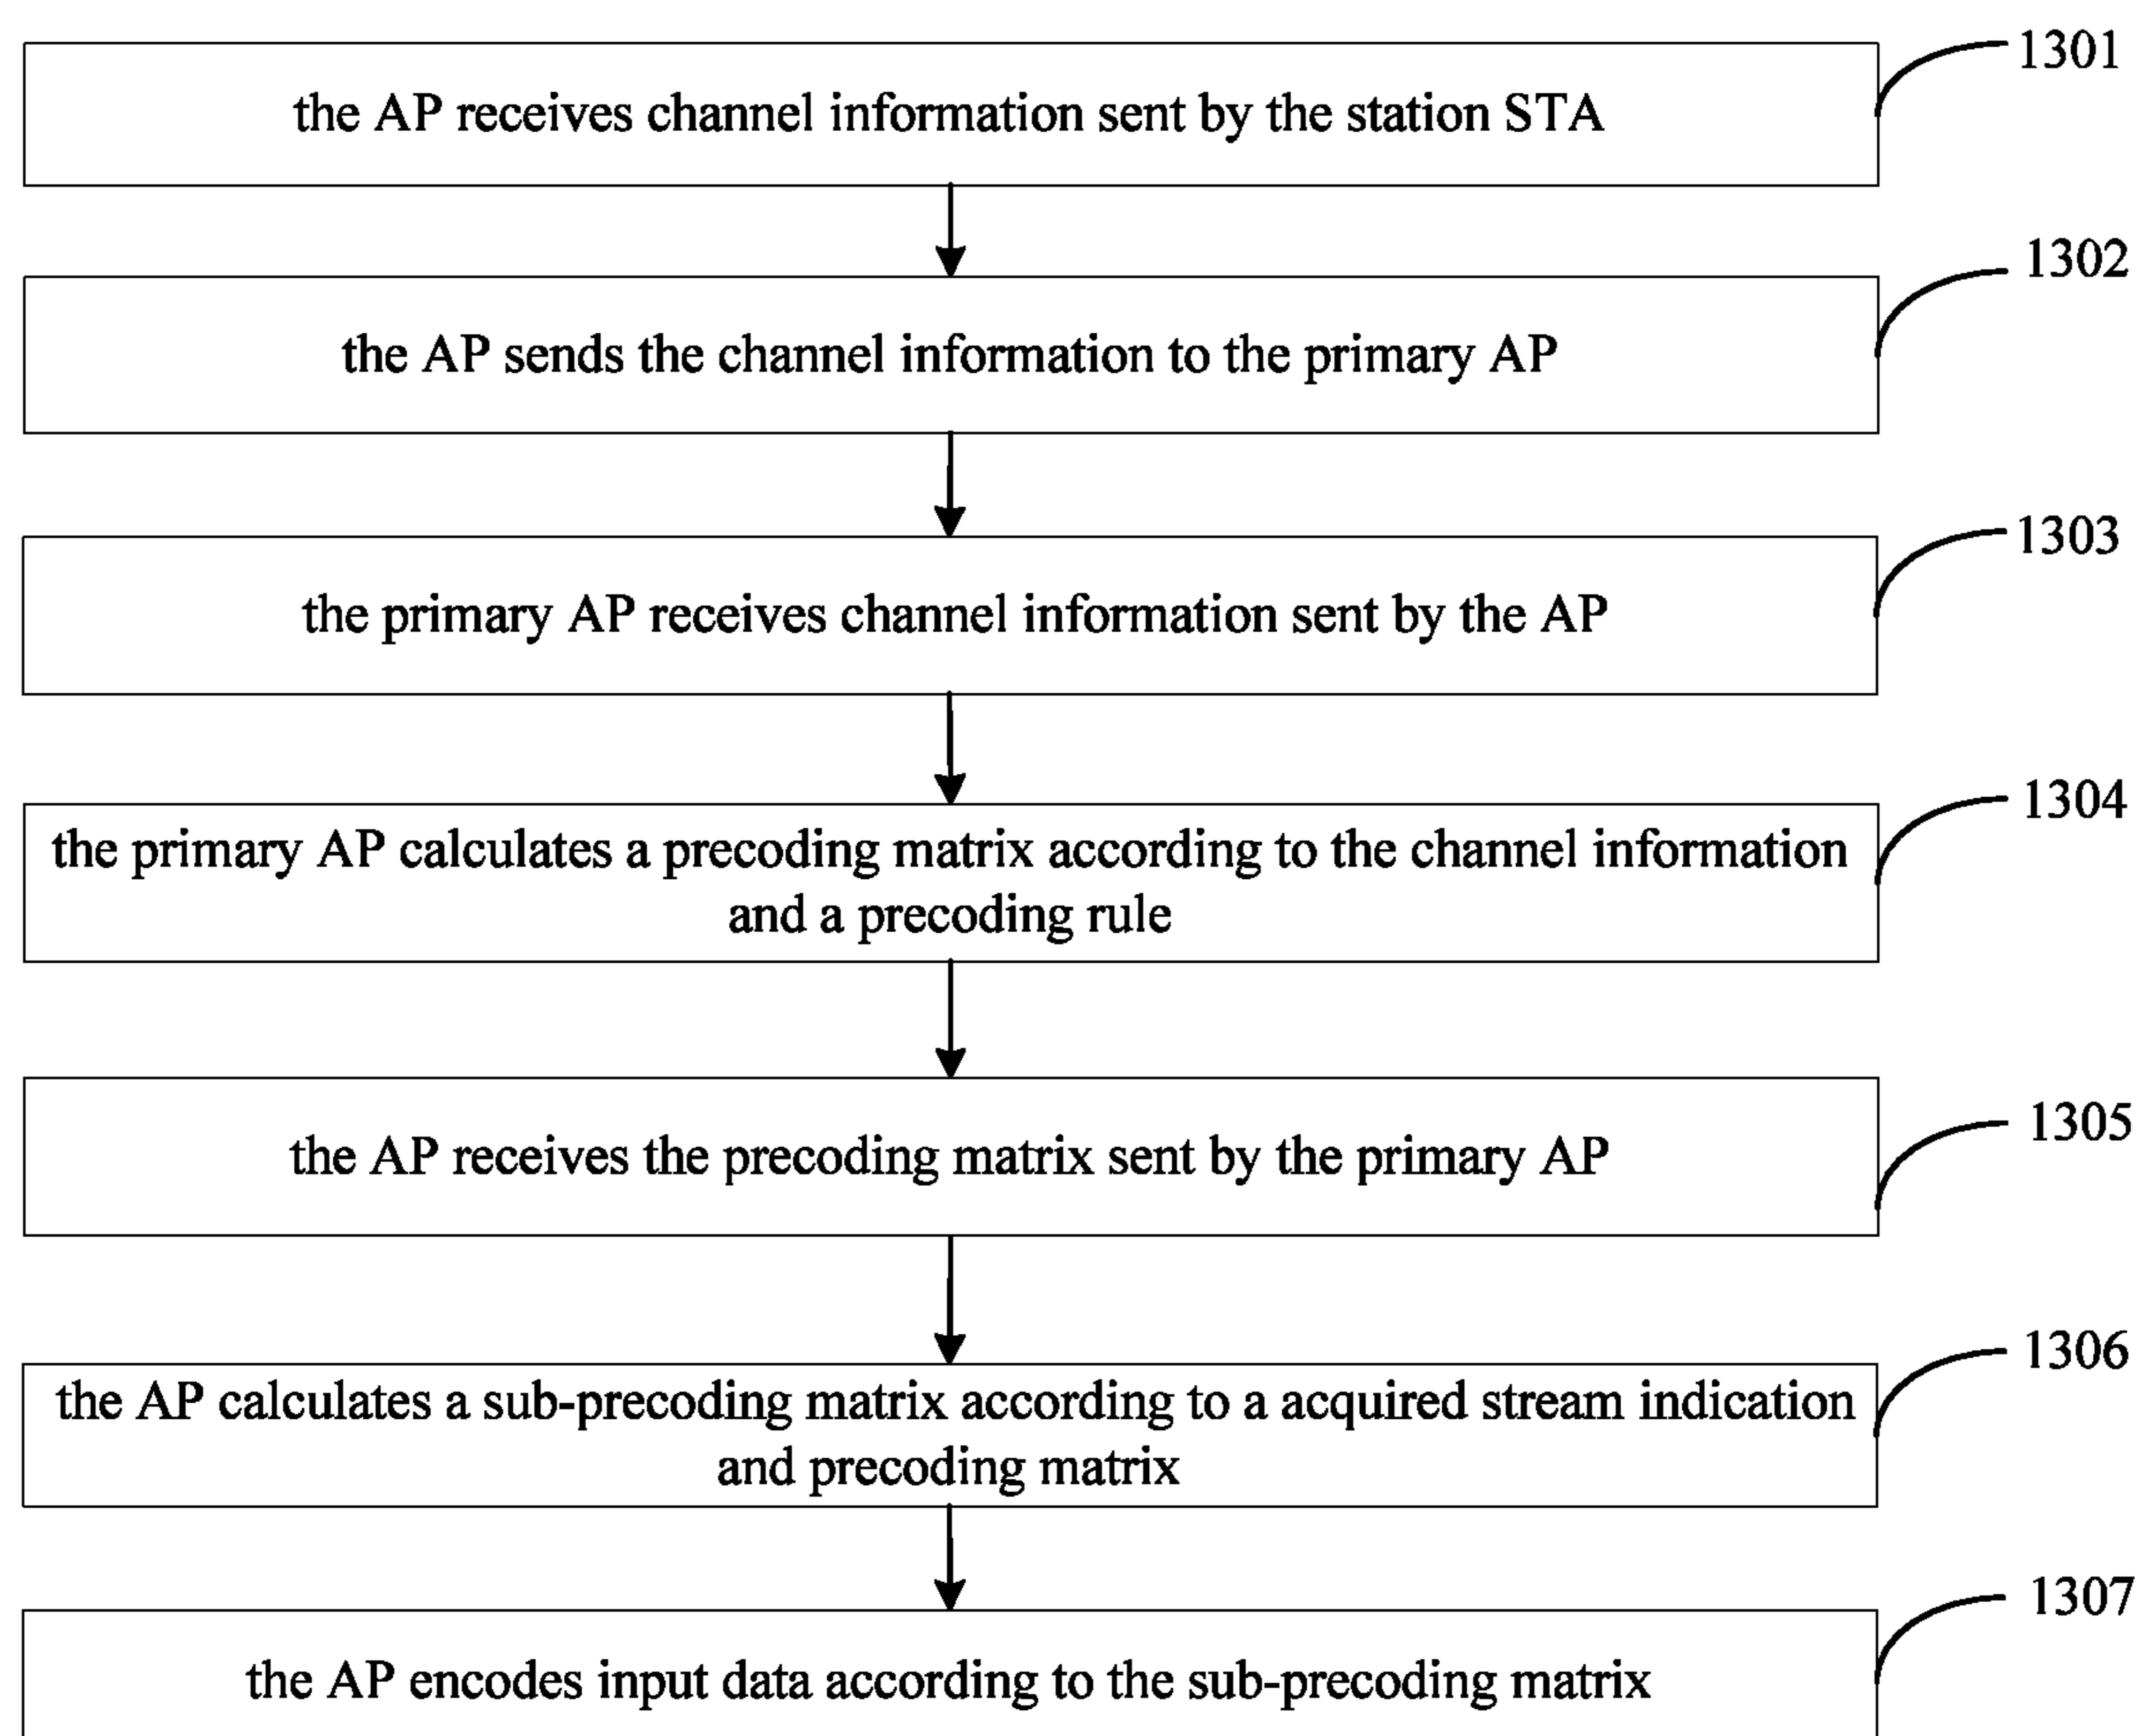 the AP receives channel information sent by the station STA
1301
the AP sends the channel information to the primary AP
1302
the primary AP receives channel information sent by the AP
1303
the primary AP calculates a precoding matrix according to the channel information
and a precoding rule
1304
the AP receives the precoding matrix sent by the primary AP
1305
the AP calculates a sub-precoding matrix according to a acquired stream indication
and precoding matrix
1306
the AP encodes input data according to the sub-precoding matrix
1307